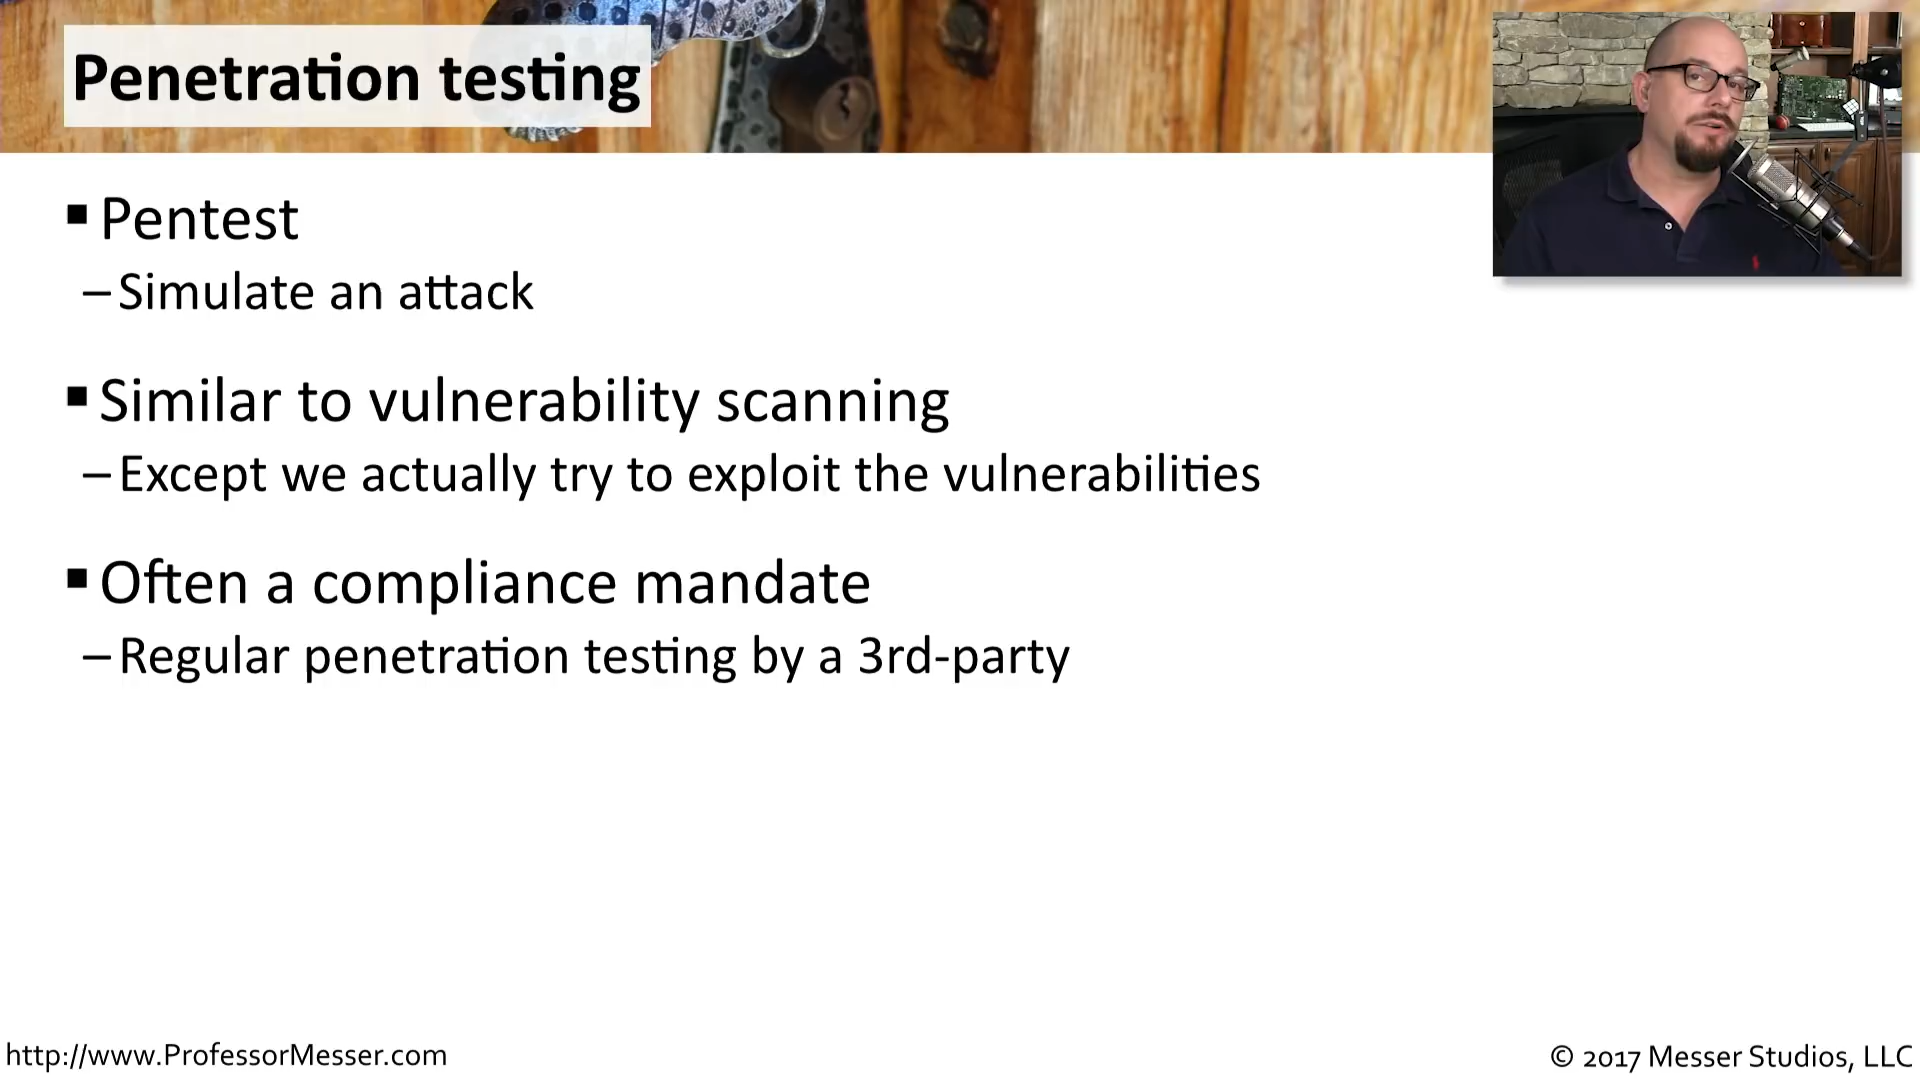 Penetration testing
▪ Pentest
– Simulate an attack
▪ Similar to vulnerability scanning
– Except we actually try to exploit the vulnerabilities
▪ Often a compliance mandate
– Regular penetration testing by a 3rd-party
http://www.ProfessorMesser.com
© 2017 Messer Studios, LLC